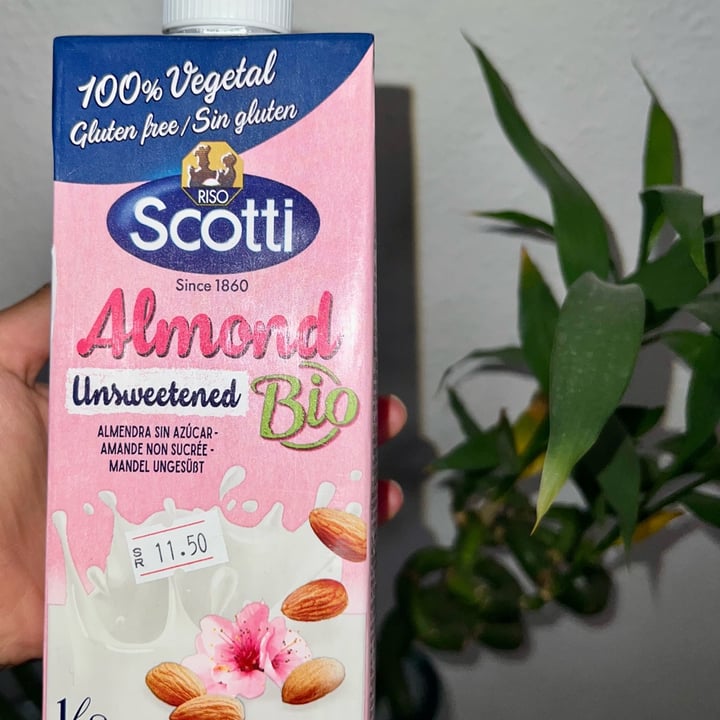 100% Vegetal
Gluten free / Sin gluten
RISO
Scotti
Since 1860
Almond
Unsweetened
Bio
ALMENDRA SIN AZÚCAR -
AMANDE NON SUCRÉE -
MANDEL UNGESÜßT
SR 11.50